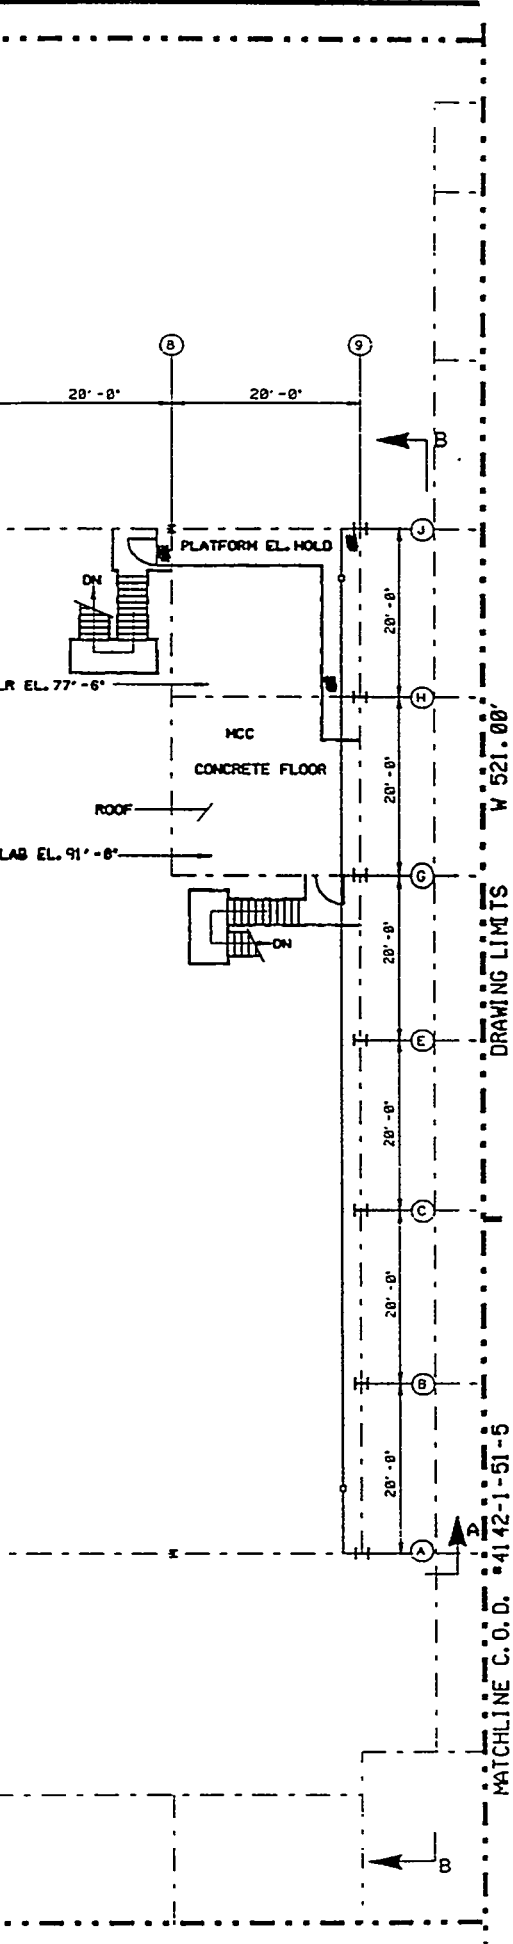 8
9
20'-0"
20'-0"
B
J
PLATFORM EL. HOLD
DN
20'-0"
LR EL. 77'-6"
H
MCC
CONCRETE FLOOR
20'-0"
W 521.00'
ROOF
LAB EL. 91'-8"
G
DN
20'-0"
DRAWING LIMITS
E
20'-0"
C
20'-0"
B
20'-0"
A
A
MATCHLINE C.O.D. #4142-1-51-5
B